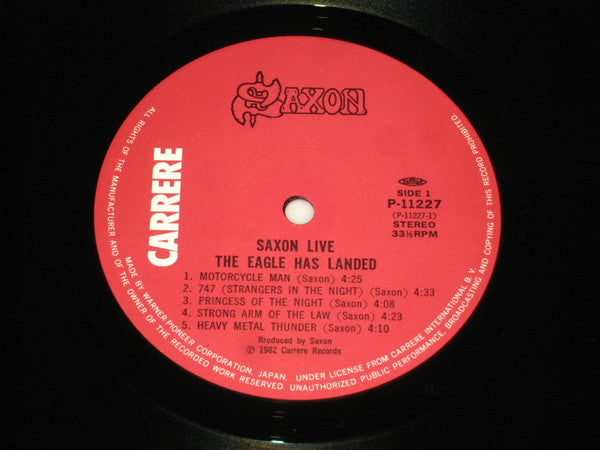 SAXON
CARRERE
SIDE 1
P-11227
(P-11227-1)
STEREO
33⅓RPM
SAXON LIVE
THE EAGLE HAS LANDED
1. MOTORCYCLE MAN (Saxon) 4:25
2. 747 (STRANGERS IN THE NIGHT) (Saxon) 4:33
3. PRINCESS OF THE NIGHT (Saxon) 4:08
4. STRONG ARM OF THE LAW (Saxon) 4:23
5. HEAVY METAL THUNDER (Saxon) 4:10
Rroduced by Saxon
℗ 1982 Carrere Records
MADE BY WARNER-PIONEER CORPORATION, JAPAN, UNDER LICENSE FROM CARRERE INTERNATIONAL B.V.
ALL RIGHTS OF THE MANUFACTURER AND OF THE OWNER OF THE RECORDED WORK RESERVED. UNAUTHORIZED PUBLIC PERFORMANCE, BROADCASTING AND COPYING OF THIS RECORD PROHIBITED